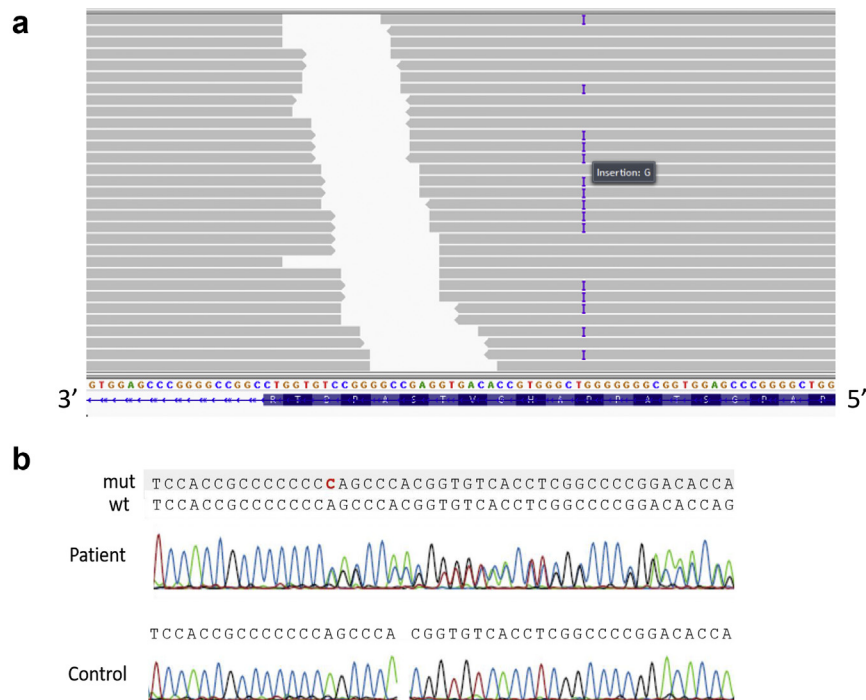 a
Insertion: G
GTGGAGCCCGGGGCCGGCCTGGTGTCCGGGGCCGAGGTGACACCGTGGGCTGGGGGGGCGGTGGAGCCCGGGGCTGG
3' 5'
b
mut TCCACCGCCCCCCCCAGCCCACGGTGTCACCTCGGCCCCGGACACCA
wt TCCACCGCCCCCCCAGCCCACGGTGTCACCTCGGCCCCGGACACCAG
Patient
TCCACCGCCCCCCCAGCCCA CGGTGTCACCTCGGCCCCGGACACCA
Control